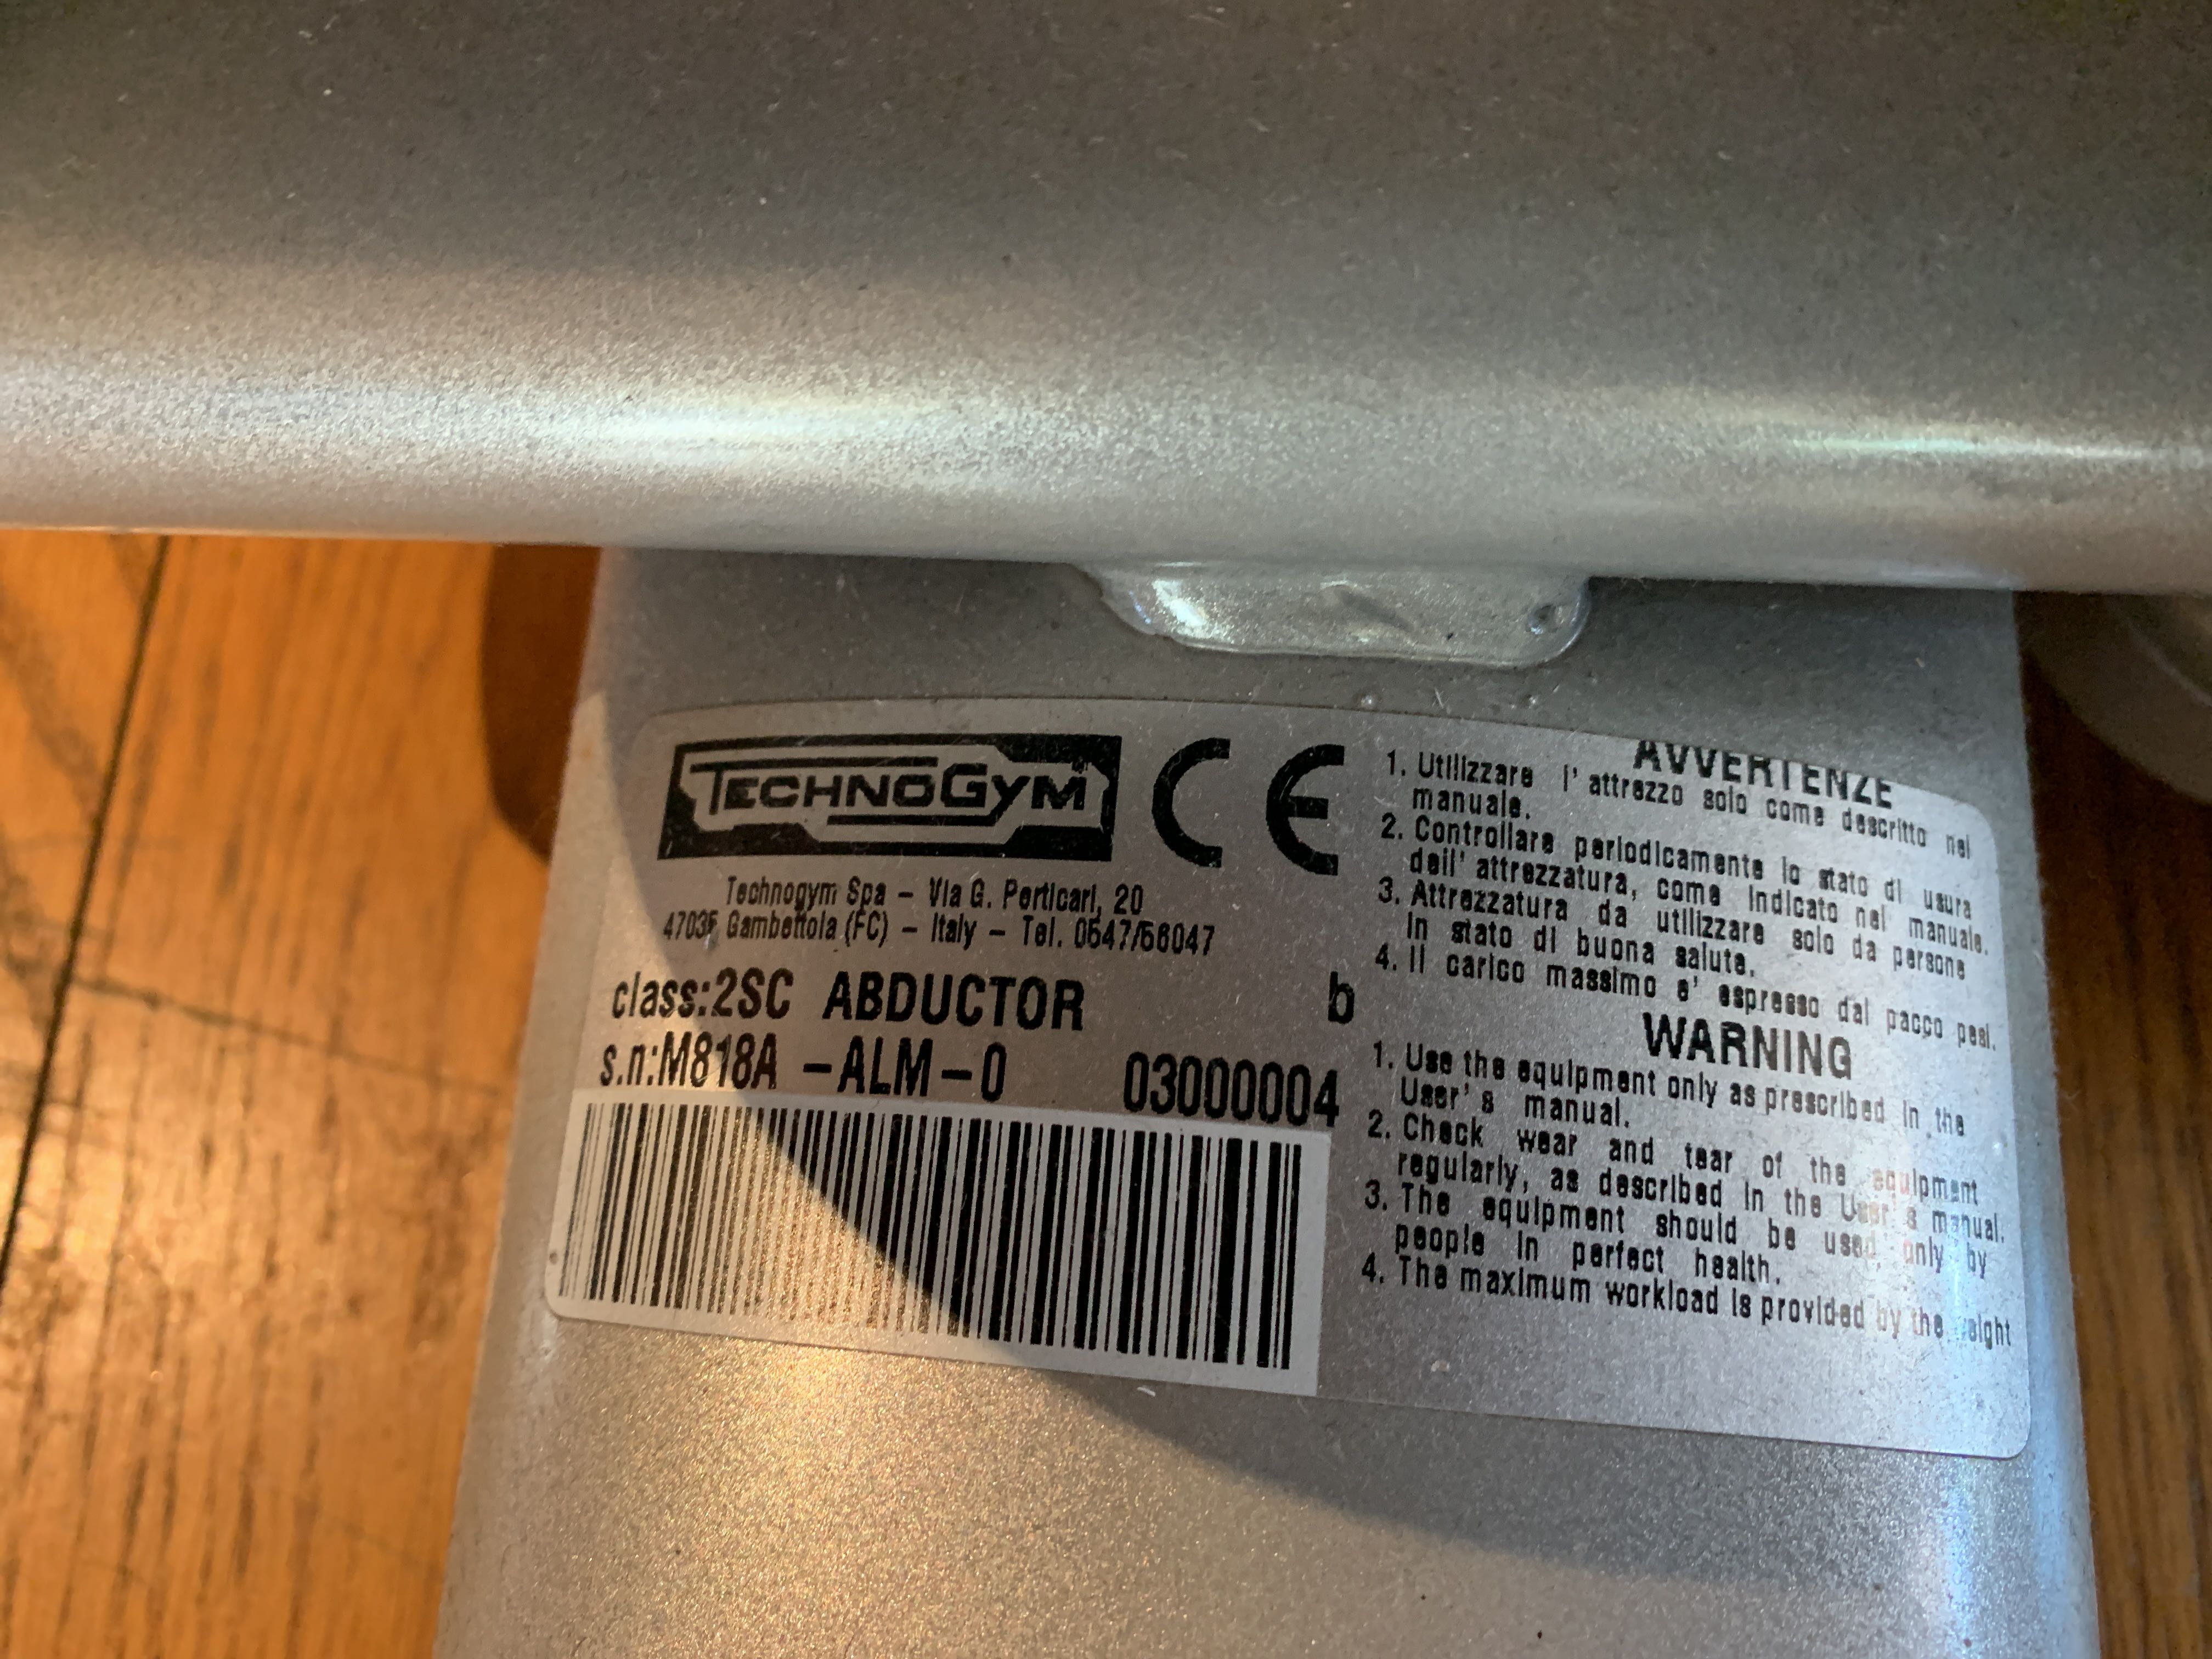 TECHNOGYM CE
Technogym Spa – Via G. Perticari, 20
47035 Gambettola (FC) – Italy – Tel. 0547/56047
class:2SC ABDUCTOR b
s.n:M818A –ALM–0 03000004
AVVERTENZE
1. Utilizzare l' attrezzo solo come descritto nel
manuale.
2. Controllare periodicamente lo stato di usura
dell' attrezzatura, come indicato nel manuale.
3. Attrezzatura da utilizzare solo da persone
in stato di buona salute.
4. Il carico massimo e' espresso dal pacco pesi.
WARNING
1. Use the equipment only as prescribed in the
User's manual.
2. Check wear and tear of the equipment
regularly, as described in the User's manual.
3. The equipment should be used only by
people in perfect health.
4. The maximum workload is provided by the weight